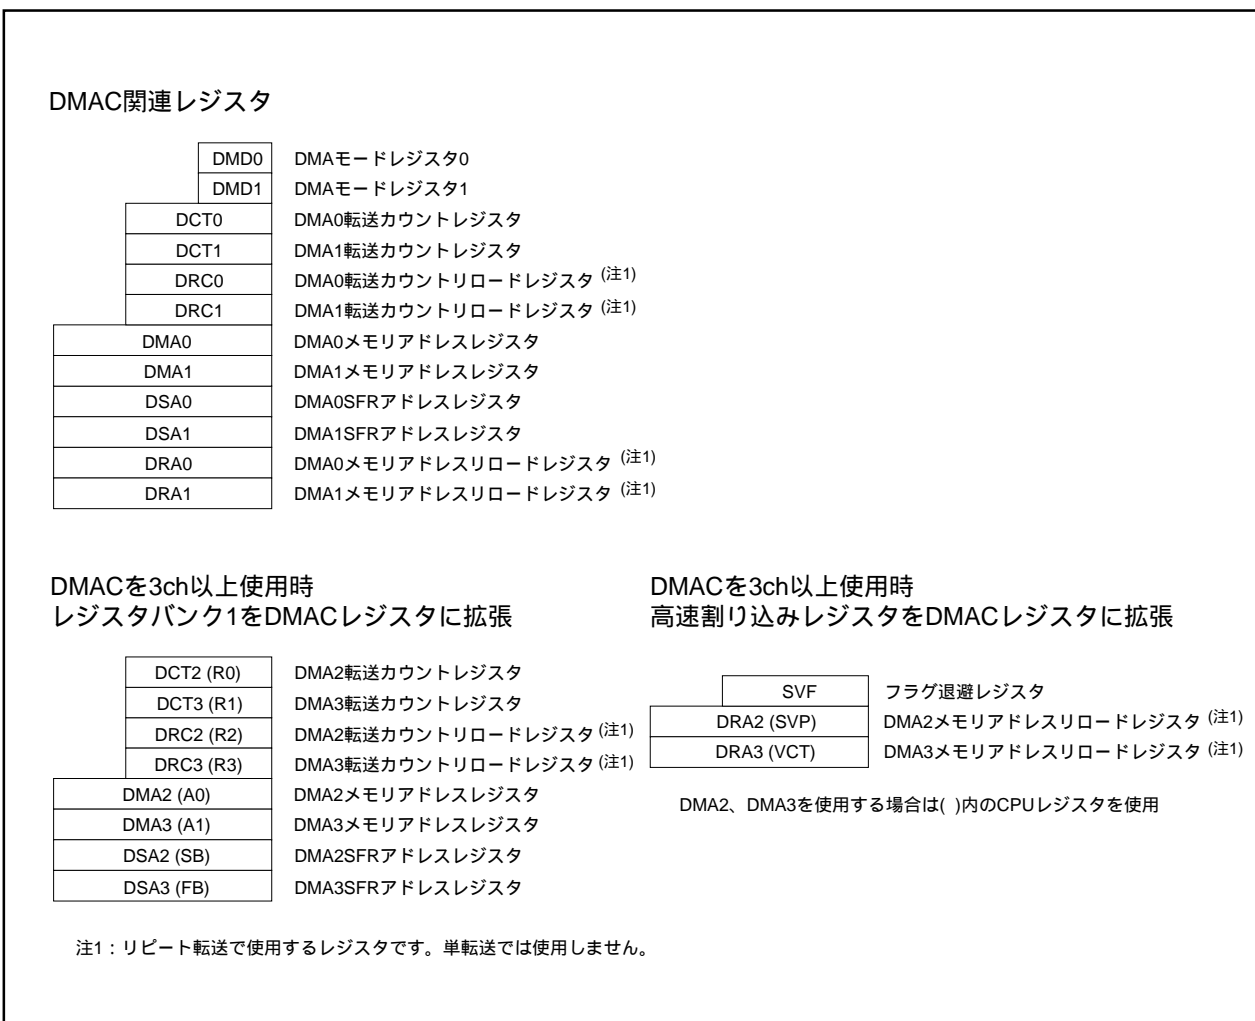 DMAC関連レジスタ
DMD0 DMAモードレジスタ0
DMD1 DMAモードレジスタ1
DCT0 DMA0転送カウントレジスタ
DCT1 DMA1転送カウントレジスタ
DRC0 DMA0転送カウントリロードレジスタ (注1)
DRC1 DMA1転送カウントリロードレジスタ (注1)
DMA0 DMA0メモリアドレスレジスタ
DMA1 DMA1メモリアドレスレジスタ
DSA0 DMA0SFRアドレスレジスタ
DSA1 DMA1SFRアドレスレジスタ
DRA0 DMA0メモリアドレスリロードレジスタ (注1)
DRA1 DMA1メモリアドレスリロードレジスタ (注1)
DMACを3ch以上使用時
レジスタバンク1をDMACレジスタに拡張
DCT2 (R0) DMA2転送カウントレジスタ
DCT3 (R1) DMA3転送カウントレジスタ
DRC2 (R2) DMA2転送カウントリロードレジスタ (注1)
DRC3 (R3) DMA3転送カウントリロードレジスタ (注1)
DMA2 (A0) DMA2メモリアドレスレジスタ
DMA3 (A1) DMA3メモリアドレスレジスタ
DSA2 (SB) DMA2SFRアドレスレジスタ
DSA3 (FB) DMA3SFRアドレスレジスタ
DMACを3ch以上使用時
高速割り込みレジスタをDMACレジスタに拡張
SVF フラグ退避レジスタ
DRA2 (SVP) DMA2メモリアドレスリロードレジスタ (注1)
DRA3 (VCT) DMA3メモリアドレスリロードレジスタ (注1)
DMA2、DMA3を使用する場合は( )内のCPUレジスタを使用
注1：リピート転送で使用するレジスタです。単転送では使用しません。